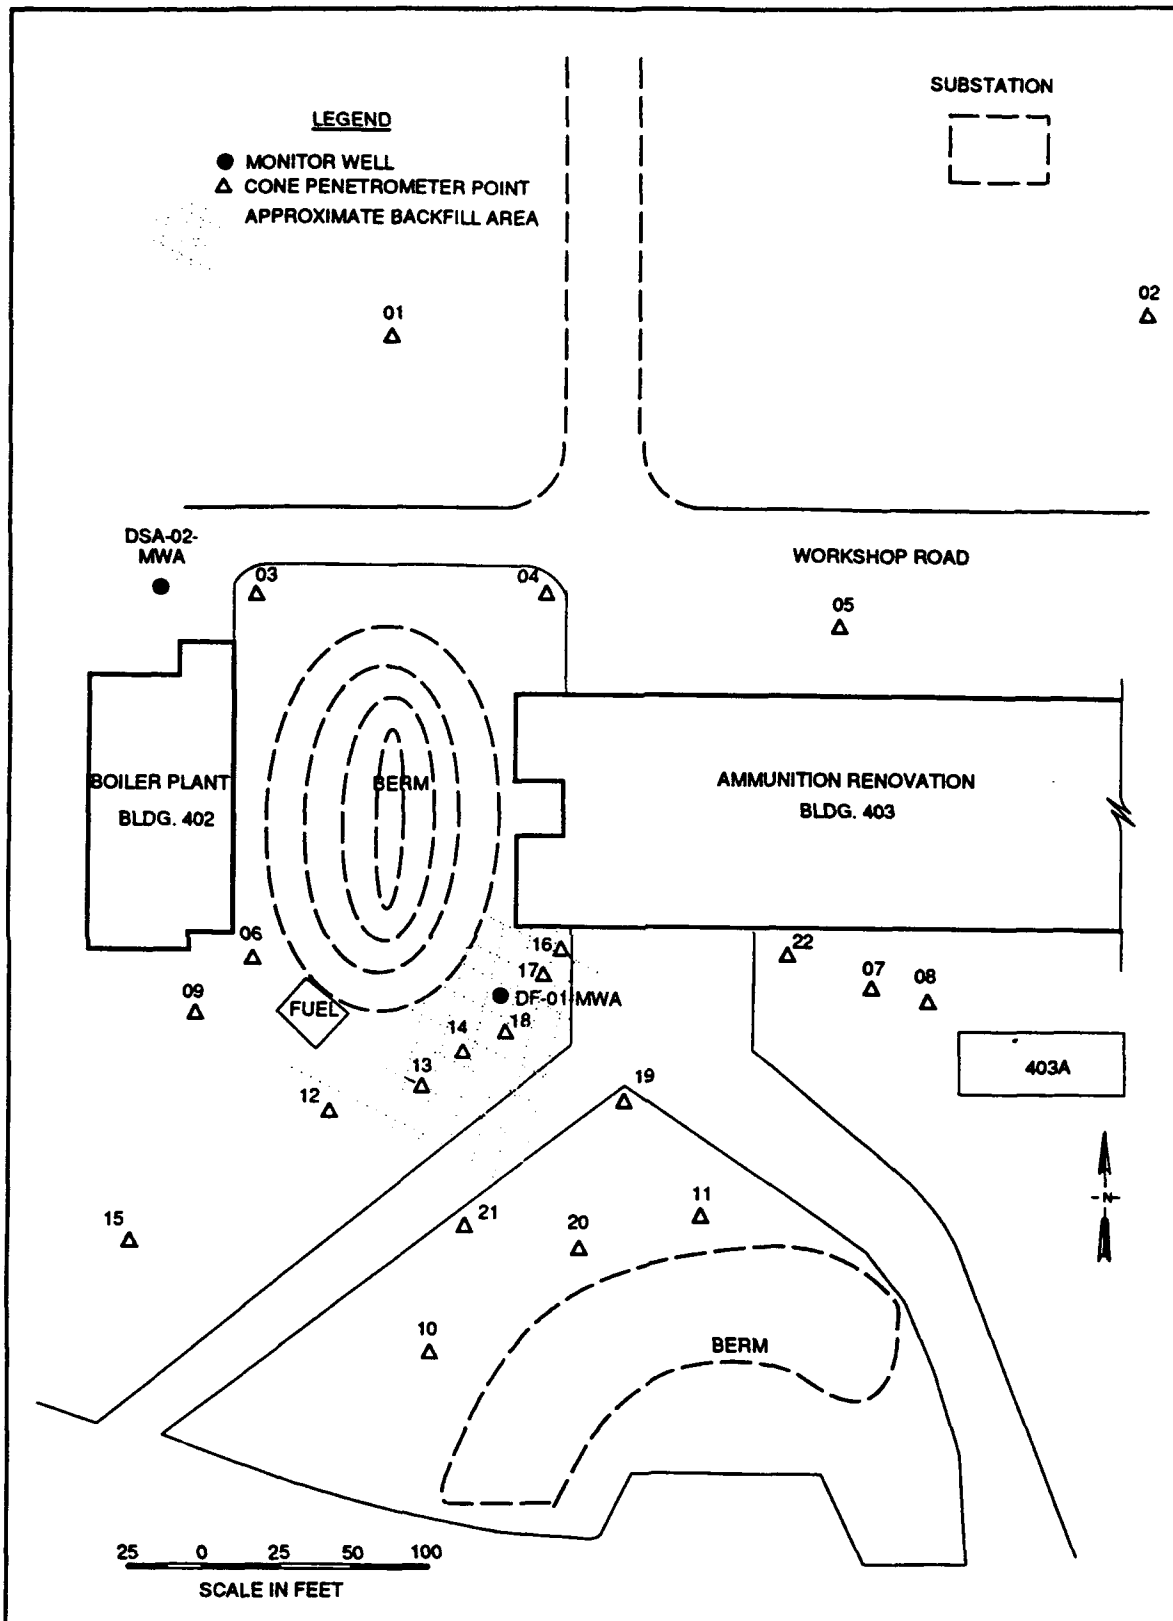 SUBSTATION
LEGEND
MONITOR WELL
CONE PENETROMETER POINT
APPROXIMATE BACKFILL AREA
01
02
DSA-02-
MWA
WORKSHOP ROAD
03
04
05
BOILER PLANT
BLDG. 402
BERM
AMMUNITION RENOVATION
BLDG. 403
06
16
22
17
07
08
09
FUEL
DF-01-MWA
18
14
13
12
19
403A
N
15
21
20
11
10
BERM
25 0 25 50 100
SCALE IN FEET